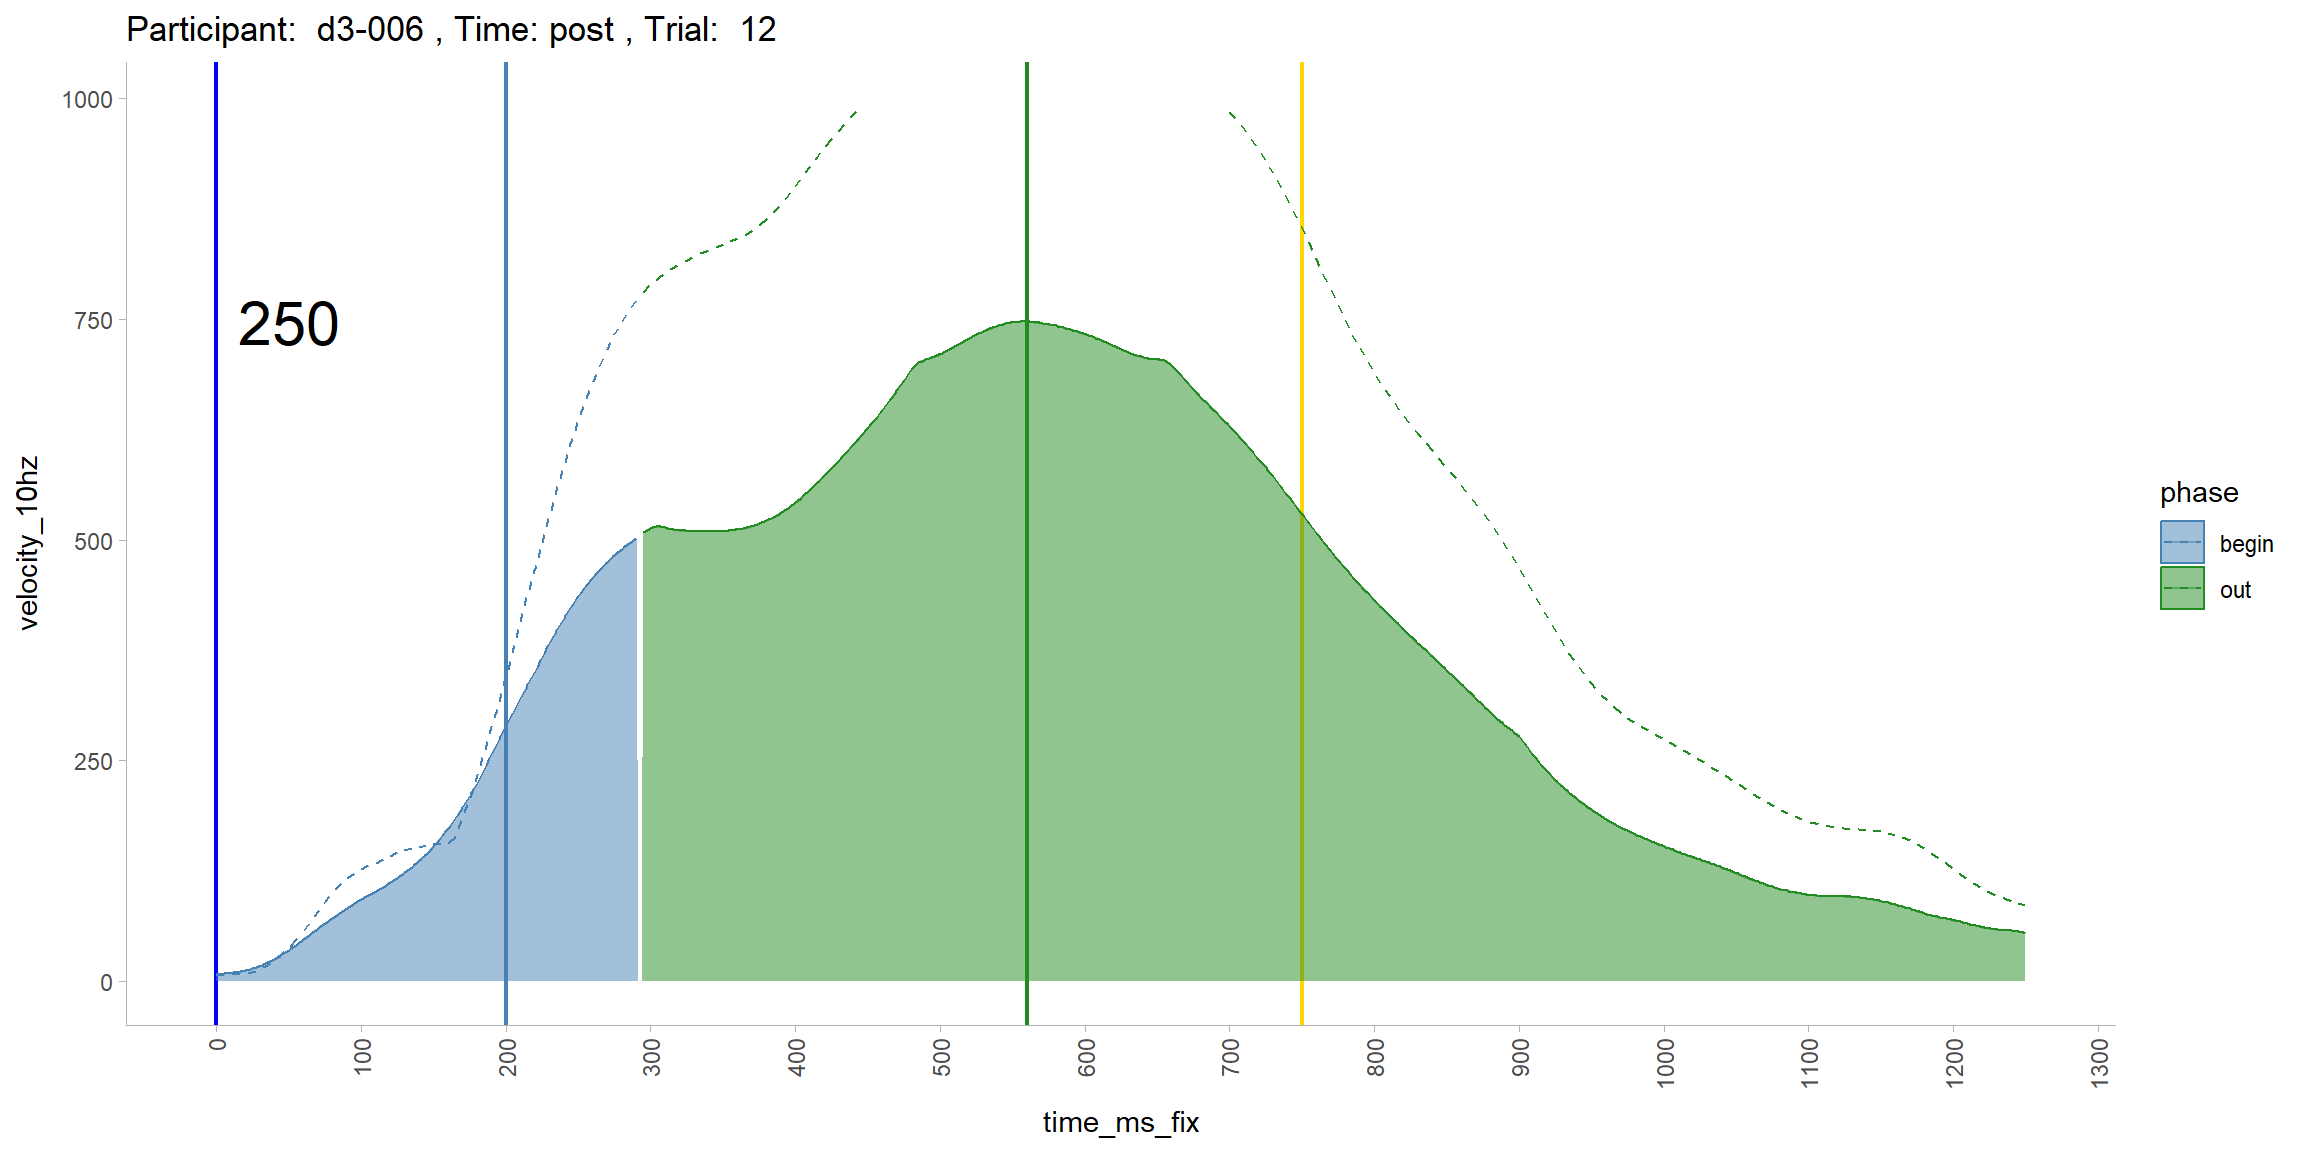 Participant:  d3-006 , Time: post , Trial:  12
1000
750
500
250
0
250
velocity_10hz
0 100 200 300 400 500 600 700 800 900 1000 1100 1200 1300
time_ms_fix
phase
begin
out